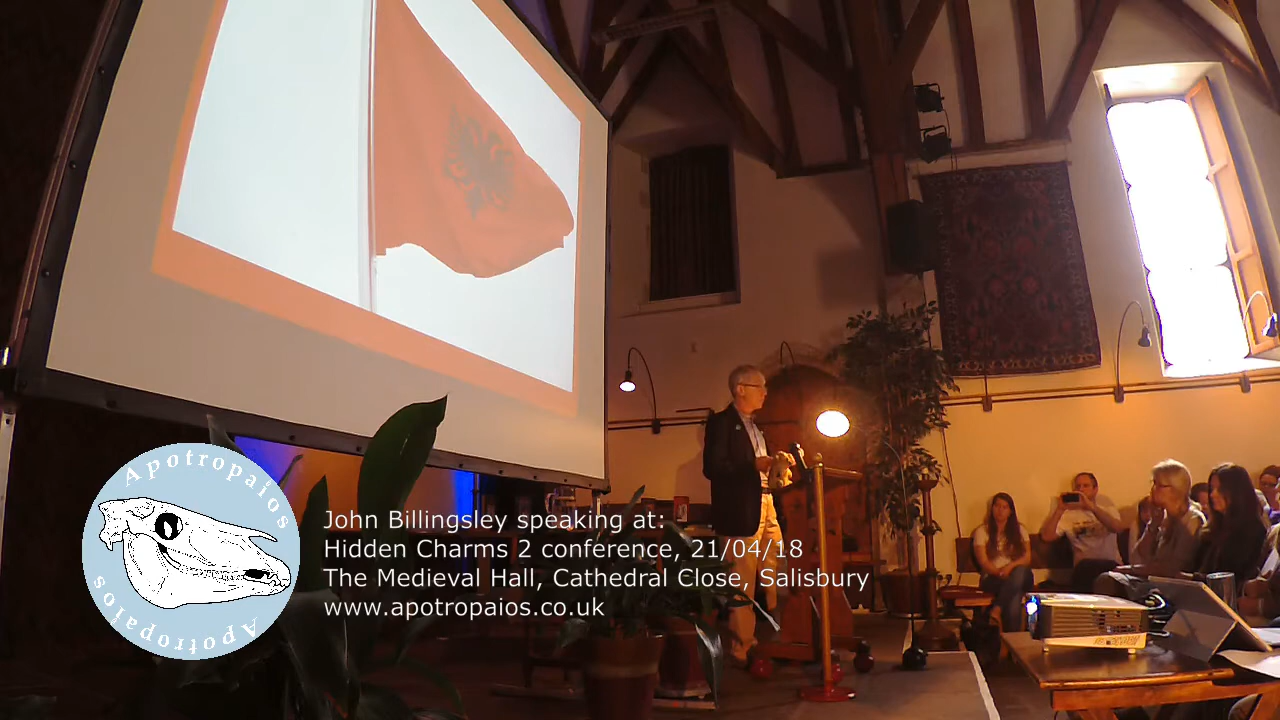 Apotropaios
Apotropaios
John Billingsley speaking at:
Hidden Charms 2 conference, 21/04/18
The Medieval Hall, Cathedral Close, Salisbury
www.apotropaios.co.uk